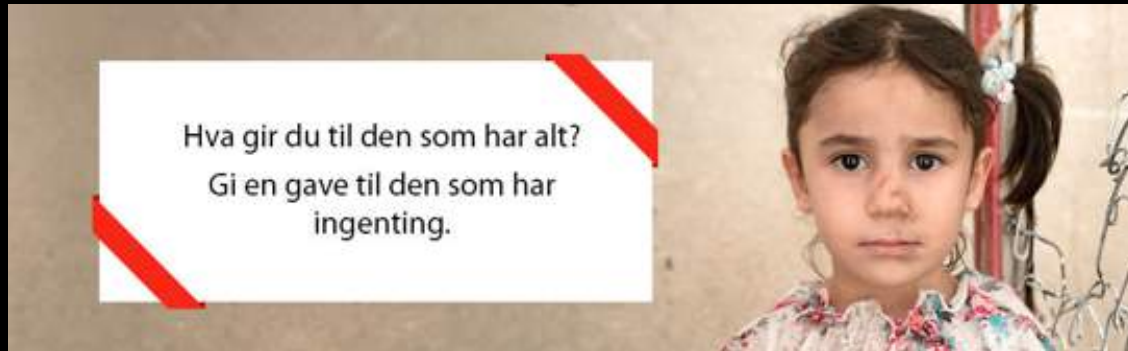 Hva gir du til den som har alt?
Gi en gave til den som har
ingenting.